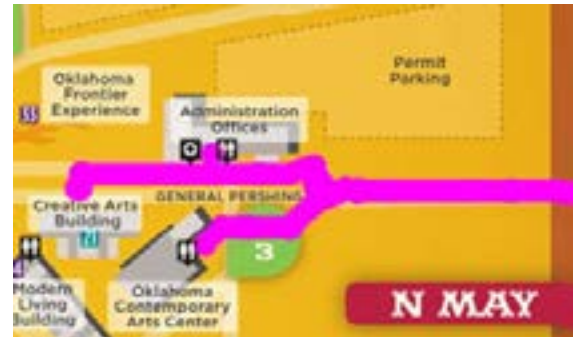 Permit
Parking
Oklahoma
Frontier
Experience
33
Administration
Offices
GENERAL PERSHING
Creative Arts
Building
3
Modern
Living
Building
Oklahoma
Contemporary
Arts Center
N MAY